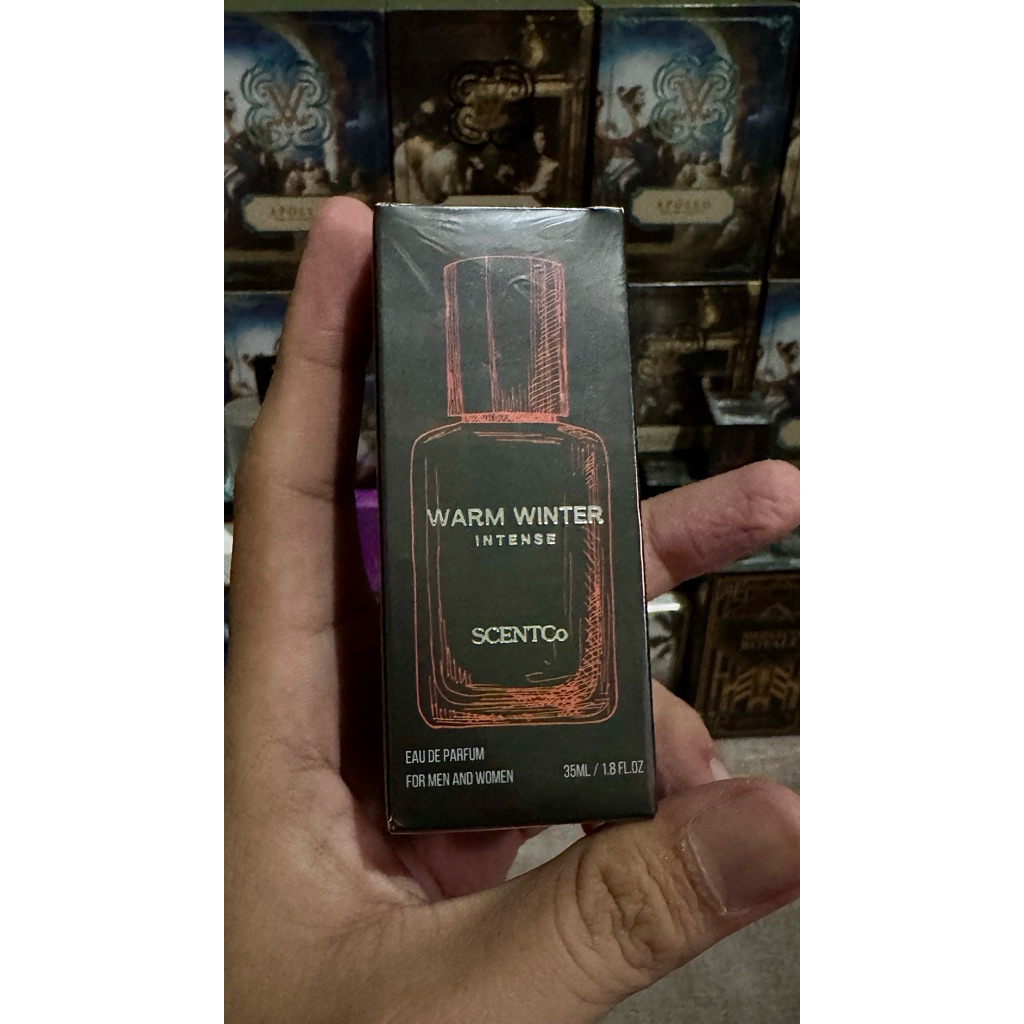 APOLLO
APOLLO
WARM WINTER
INTENSE
SCENTCo
EAU DE PARFUM
FOR MEN AND WOMEN
35ML / 1.8 FL.OZ